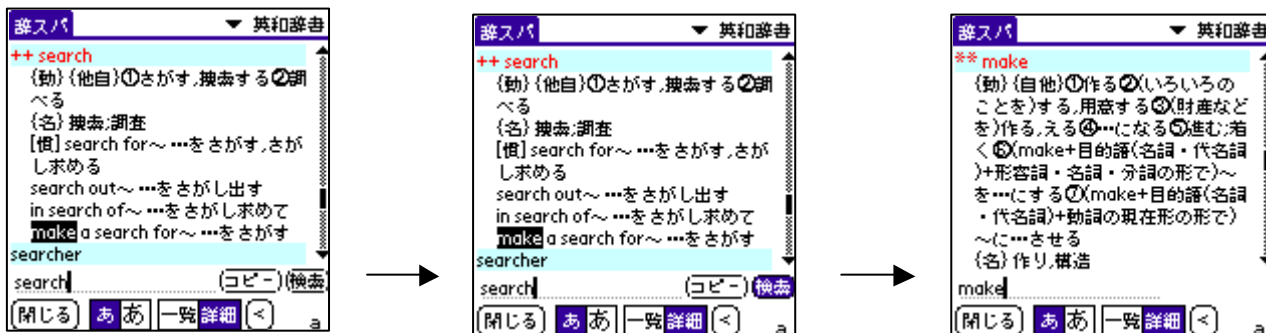 辞スパ ▼ 英和辞書
++ search
{動} {他自}①さがす,捜索する②調
べる
{名} 捜索;調査
[慣] search for～ …をさがす,さが
し求める
search out～ …をさがし出す
in search of～ …をさがし求めて
make a search for～ …をさがす
searcher
search (コピー) (検索)
(閉じる) あ あ 一覧 詳細 < a
辞スパ ▼ 英和辞書
++ search
{動} {他自}①さがす,捜索する②調
べる
{名} 捜索;調査
[慣] search for～ …をさがす,さが
し求める
search out～ …をさがし出す
in search of～ …をさがし求めて
make a search for～ …をさがす
searcher
search (コピー) (検索)
(閉じる) あ あ 一覧 詳細 < a
辞スパ ▼ 英和辞書
** make
{動} {自他}①作る②(いろいろの
ことを)する,用意する③(財産など
を)作る,える④…になる⑤進む;着
く⑥(make+目的語(名詞・代名詞
)+形容詞・名詞・分詞の形で)～
を…にする⑦(make+目的語(名詞
・代名詞)+動詞の現在形の形で)
～に…させる
{名} 作り,構造
make
(閉じる) あ あ 一覧 詳細 < a